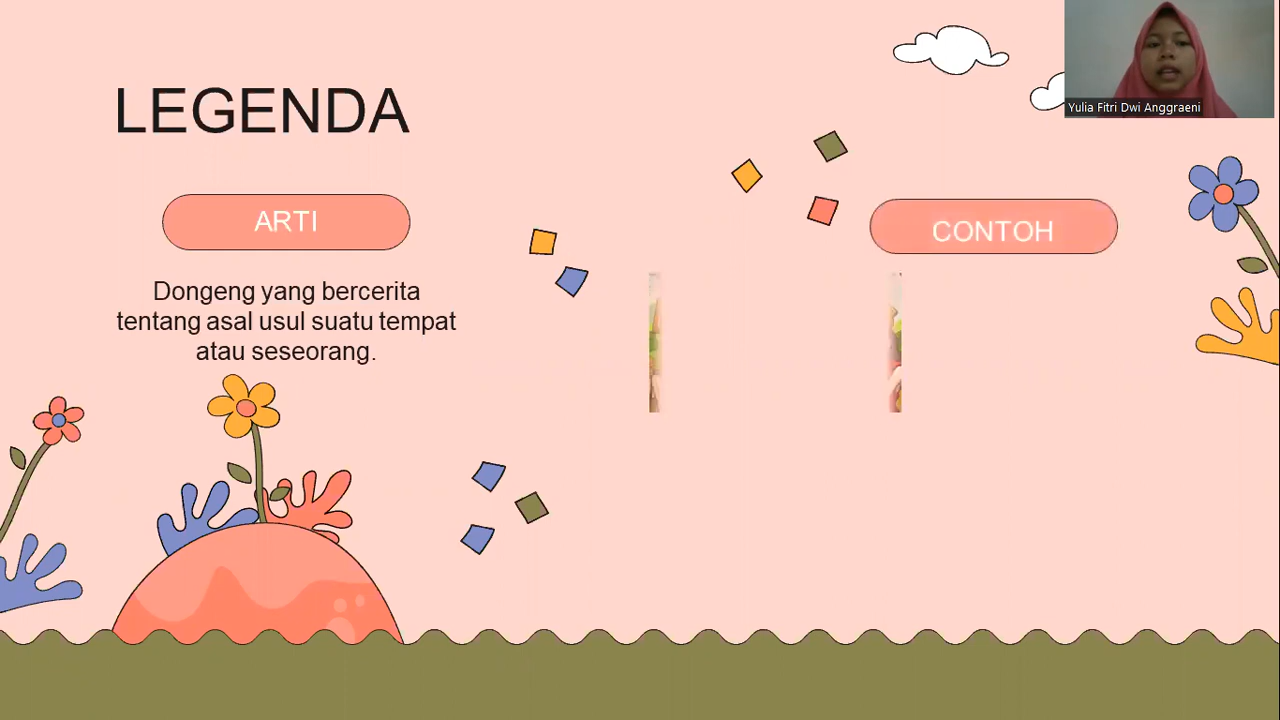 LEGENDA
ARTI
Dongeng yang bercerita
tentang asal usul suatu tempat
atau seseorang.
CONTOH
Yulia Fitri Dwi Anggraeni